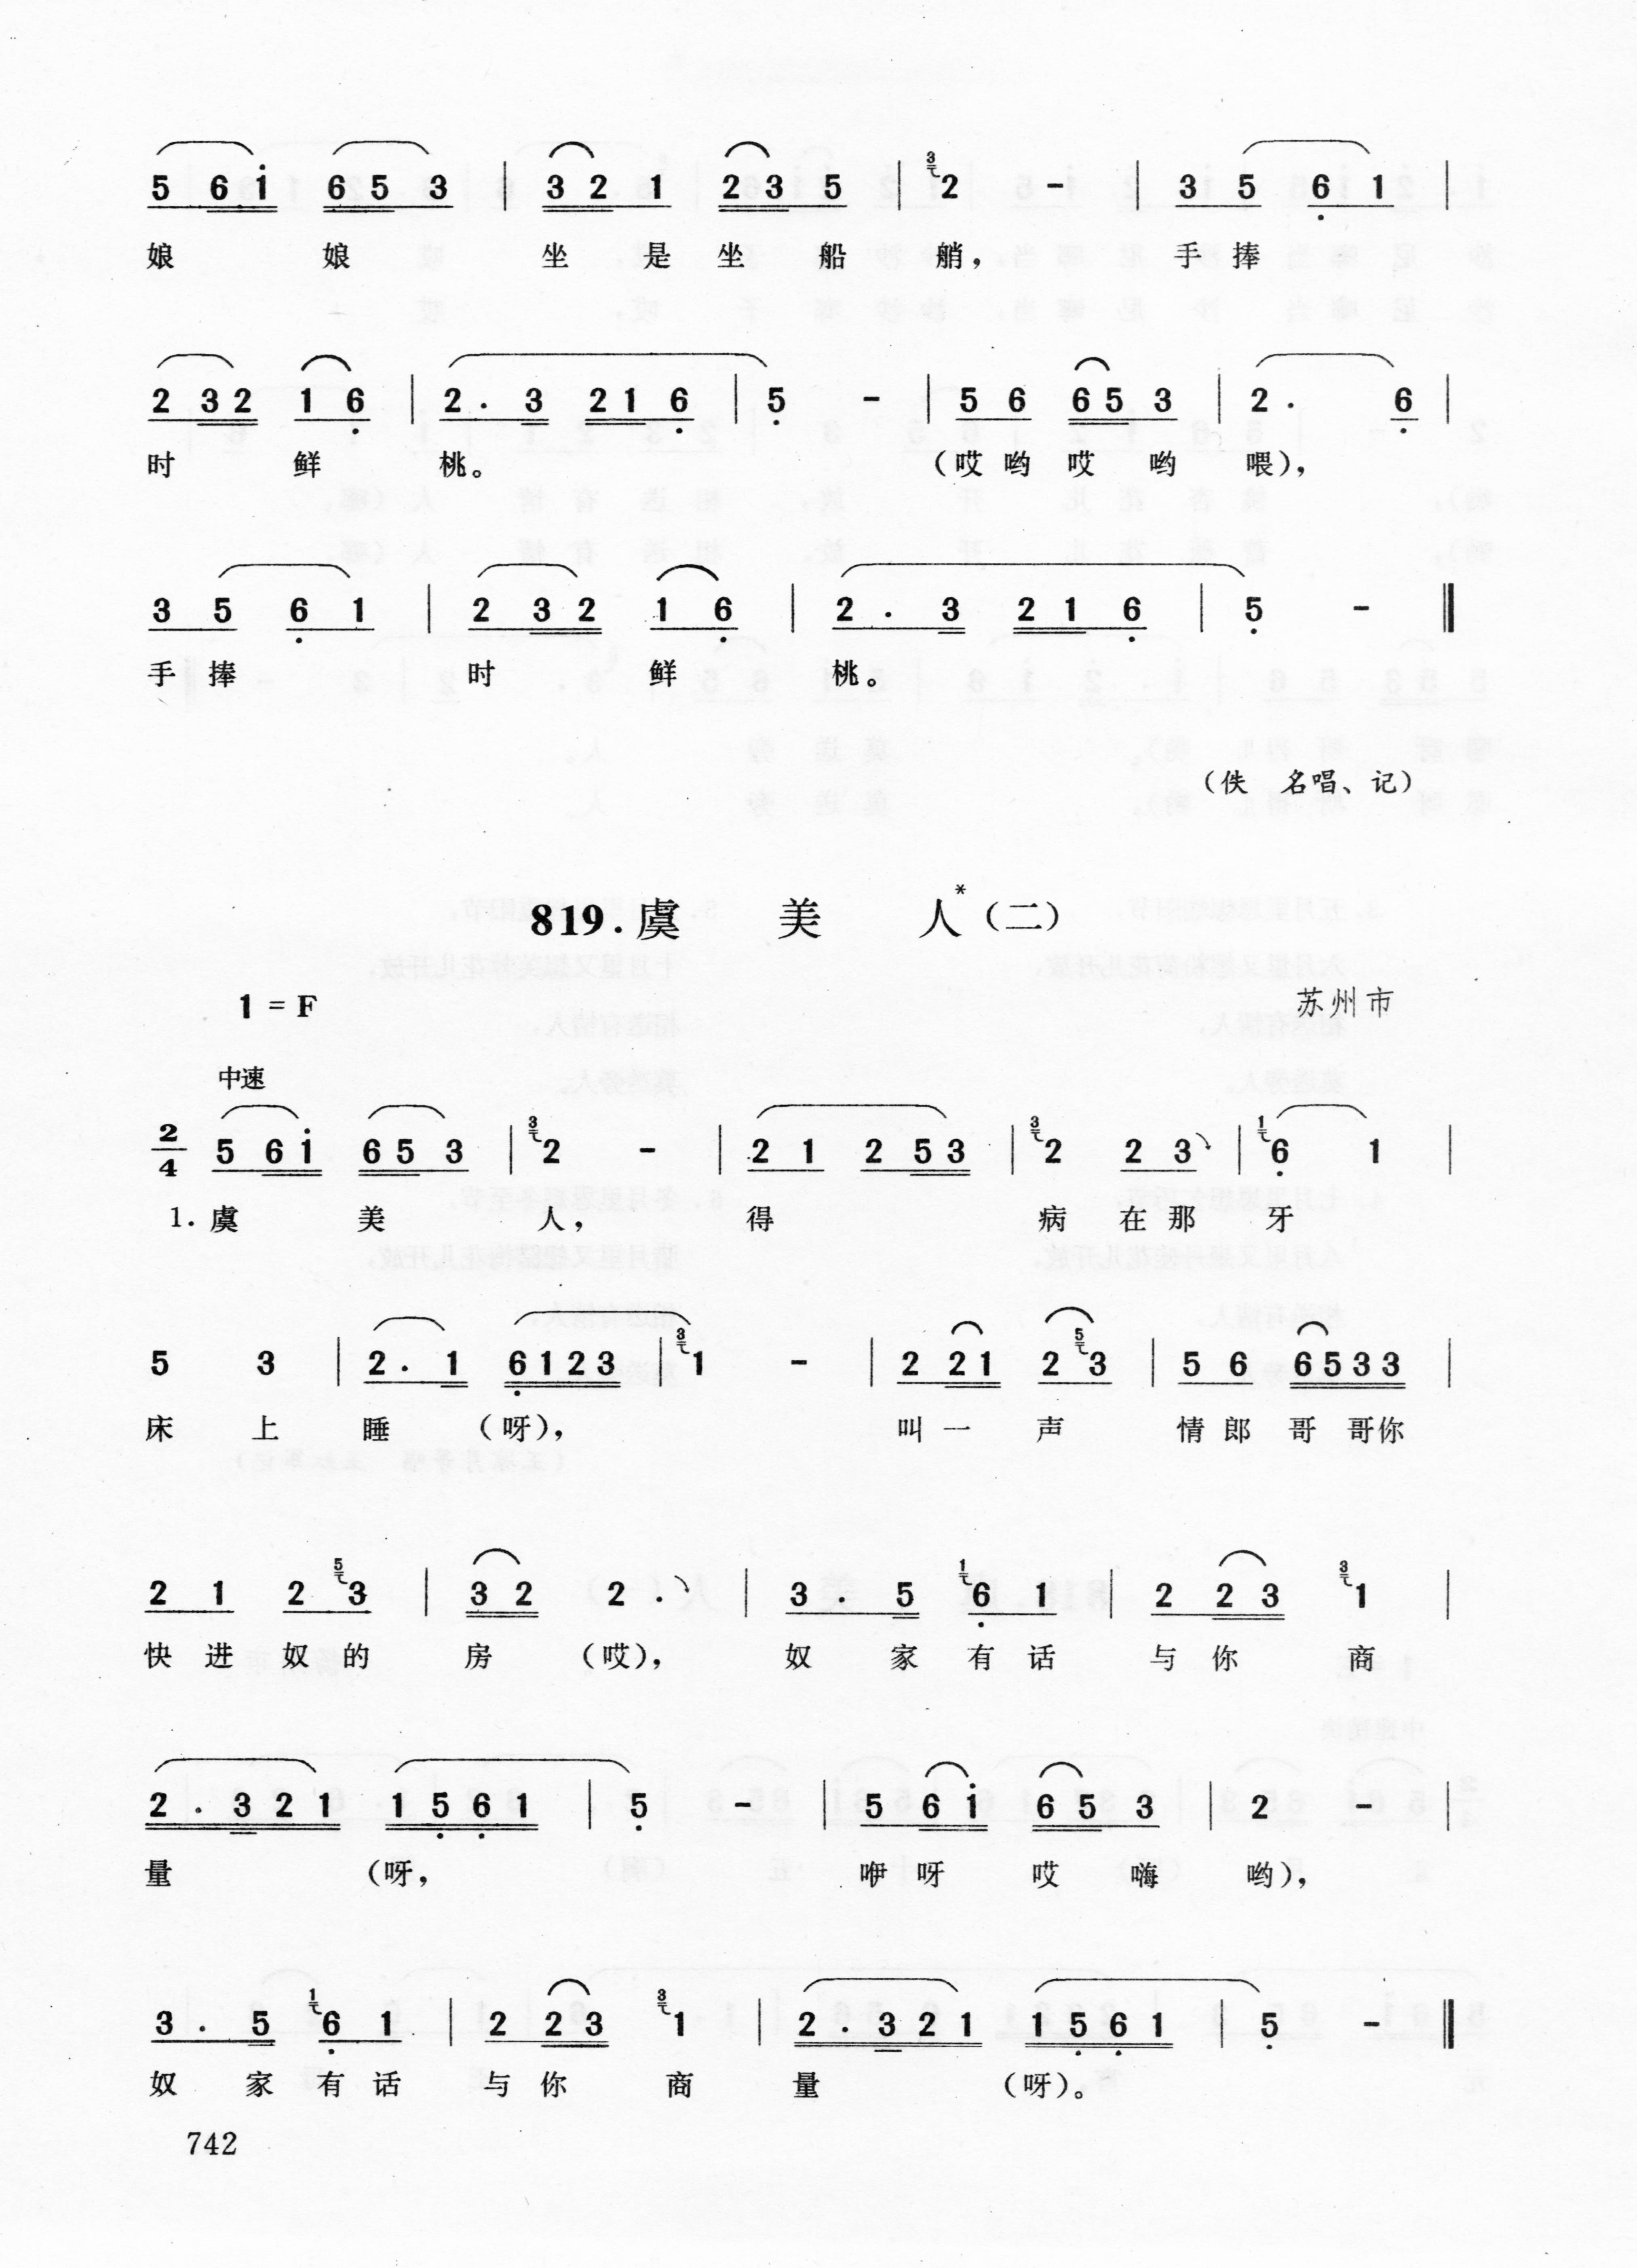 5 6 i 6 5 3 | 3 2 1 2 3 5 | 3 2 - | 3 5 6 1 |
娘 娘 坐 是 坐 船 艄， 手 捧
2 3 2 1 6 | 2 . 3 2 1 6 | 5 - | 5 6 6 5 3 | 2 . 6 |
时 鲜 桃。 （哎 哟 哎 哟 喂），
3 5 6 1 | 2 3 2 1 6 | 2 . 3 2 1 6 | 5 - ‖
手 捧 时 鲜 桃。
（佚 名唱、记）
819.虞 美 人*（二）
1 = F 苏州市
中速
2/4 5 6 i 6 5 3 | 3 2 - | 2 1 2 5 3 | 3 2 2 3 | 1 6 1 |
1. 虞 美 人， 得 病 在 那 牙
5 3 | 2 . 1 6 1 2 3 | 3 1 - | 2 2 1 2 5 3 | 5 6 6 5 3 3 |
床 上 睡 （呀）， 叫 一 声 情 郎 哥 哥 你
2 1 2 5 3 | 3 2 2 . | 3 . 5 1 6 1 | 2 2 3 3 1 |
快 进 奴 的 房 （哎）， 奴 家 有 话 与 你 商
2 . 3 2 1 1 5 6 1 | 5 - | 5 6 i 6 5 3 | 2 - |
量 （呀， 咿 呀 哎 嗨 哟），
3 . 5 1 6 1 | 2 2 3 3 1 | 2 . 3 2 1 1 5 6 1 | 5 - ‖
奴 家 有 话 与 你 商 量 （呀）。
742